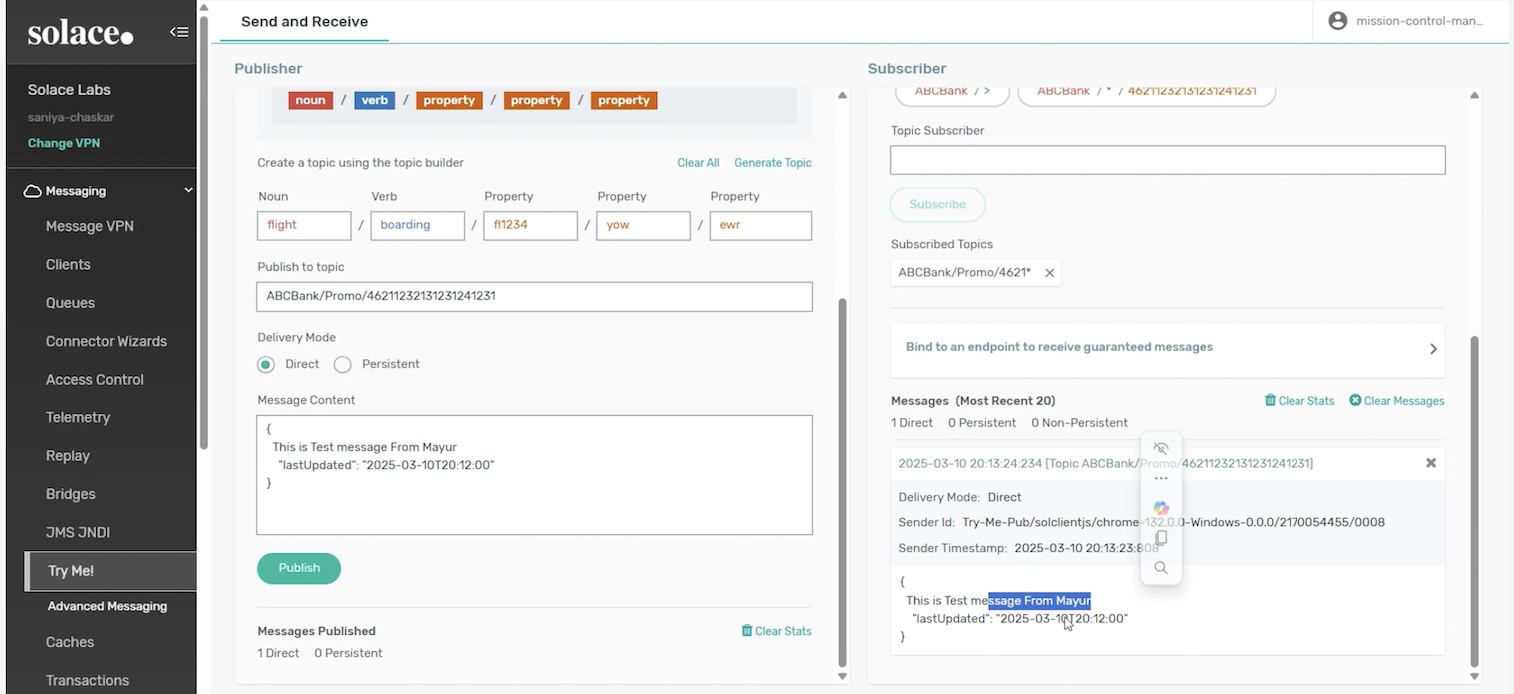 solace.
Send and Receive
mission-control-man...
Solace Labs
saniya-chaskar
Change VPN
Messaging
Message VPN
Clients
Queues
Connector Wizards
Access Control
Telemetry
Replay
Bridges
JMS JNDI
Try Me!
Advanced Messaging
Caches
Transactions
Publisher
noun / verb / property / property / property
Create a topic using the topic builder
Clear All Generate Topic
Noun Verb Property Property Property
flight / boarding / fl1234 / yow / ewr
Publish to topic
ABCBank/Promo/46211232131231241231
Delivery Mode
Direct Persistent
Message Content
{
This is Test message From Mayur
"lastUpdated": "2025-03-10T20:12:00"
}
Publish
Messages Published Clear Stats
1 Direct 0 Persistent
Subscriber
ABCBank / > ABCBank / * / 46211232131231241231
Topic Subscriber
Subscribe
Subscribed Topics
ABCBank/Promo/4621*
Bind to an endpoint to receive guaranteed messages
Messages (Most Recent 20) Clear Stats Clear Messages
1 Direct 0 Persistent 0 Non-Persistent
2025-03-10 20:13:24:234 [Topic ABCBank/Promo/46211232131231241231]
Delivery Mode: Direct
Sender Id: Try-Me-Pub/solclientjs/chrome-132.0.0-Windows-0.0.0/2170054455/0008
Sender Timestamp: 2025-03-10 20:13:23:808
{
This is Test message From Mayur
"lastUpdated": "2025-03-10T20:12:00"
}